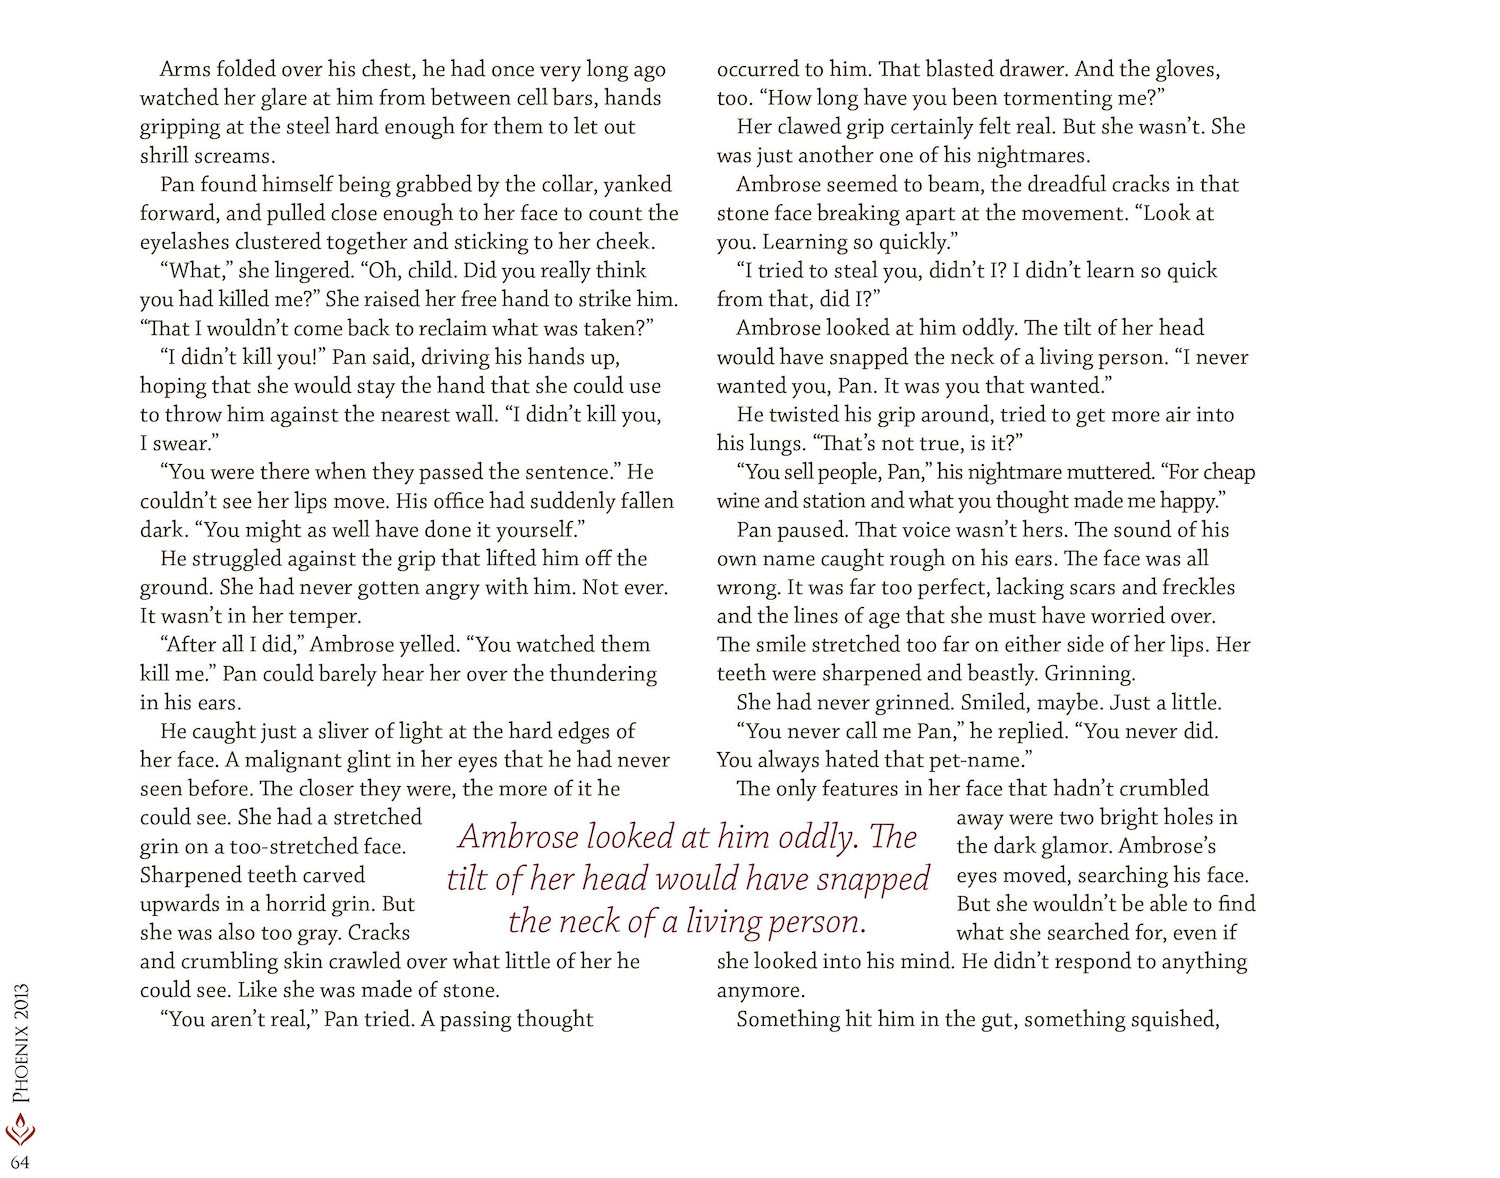 Arms folded over his chest, he had once very long ago
watched her glare at him from between cell bars, hands
gripping at the steel hard enough for them to let out
shrill screams.
Pan found himself being grabbed by the collar, yanked
forward, and pulled close enough to her face to count the
eyelashes clustered together and sticking to her cheek.
“What,” she lingered. “Oh, child. Did you really think
you had killed me?” She raised her free hand to strike him.
“That I wouldn’t come back to reclaim what was taken?”
“I didn’t kill you!” Pan said, driving his hands up,
hoping that she would stay the hand that she could use
to throw him against the nearest wall. “I didn’t kill you,
I swear.”
“You were there when they passed the sentence.” He
couldn’t see her lips move. His office had suddenly fallen
dark. “You might as well have done it yourself.”
He struggled against the grip that lifted him off the
ground. She had never gotten angry with him. Not ever.
It wasn’t in her temper.
“After all I did,” Ambrose yelled. “You watched them
kill me.” Pan could barely hear her over the thundering
in his ears.
He caught just a sliver of light at the hard edges of
her face. A malignant glint in her eyes that he had never
seen before. The closer they were, the more of it he
could see. She had a stretched
grin on a too-stretched face.
Sharpened teeth carved
upwards in a horrid grin. But
she was also too gray. Cracks
and crumbling skin crawled over what little of her he
could see. Like she was made of stone.
“You aren’t real,” Pan tried. A passing thought
occurred to him. That blasted drawer. And the gloves,
too. “How long have you been tormenting me?”
Her clawed grip certainly felt real. But she wasn’t. She
was just another one of his nightmares.
Ambrose seemed to beam, the dreadful cracks in that
stone face breaking apart at the movement. “Look at
you. Learning so quickly.”
“I tried to steal you, didn’t I? I didn’t learn so quick
from that, did I?”
Ambrose looked at him oddly. The tilt of her head
would have snapped the neck of a living person. “I never
wanted you, Pan. It was you that wanted.”
He twisted his grip around, tried to get more air into
his lungs. “That’s not true, is it?”
“You sell people, Pan,” his nightmare muttered. “For cheap
wine and station and what you thought made me happy.”
Pan paused. That voice wasn’t hers. The sound of his
own name caught rough on his ears. The face was all
wrong. It was far too perfect, lacking scars and freckles
and the lines of age that she must have worried over.
The smile stretched too far on either side of her lips. Her
teeth were sharpened and beastly. Grinning.
She had never grinned. Smiled, maybe. Just a little.
“You never call me Pan,” he replied. “You never did.
You always hated that pet-name.”
The only features in her face that hadn’t crumbled
away were two bright holes in
the dark glamor. Ambrose’s
eyes moved, searching his face.
But she wouldn’t be able to find
what she searched for, even if
she looked into his mind. He didn’t respond to anything
anymore.
Something hit him in the gut, something squished,
Ambrose looked at him oddly. The
tilt of her head would have snapped
the neck of a living person.
Phoenix 2013
64